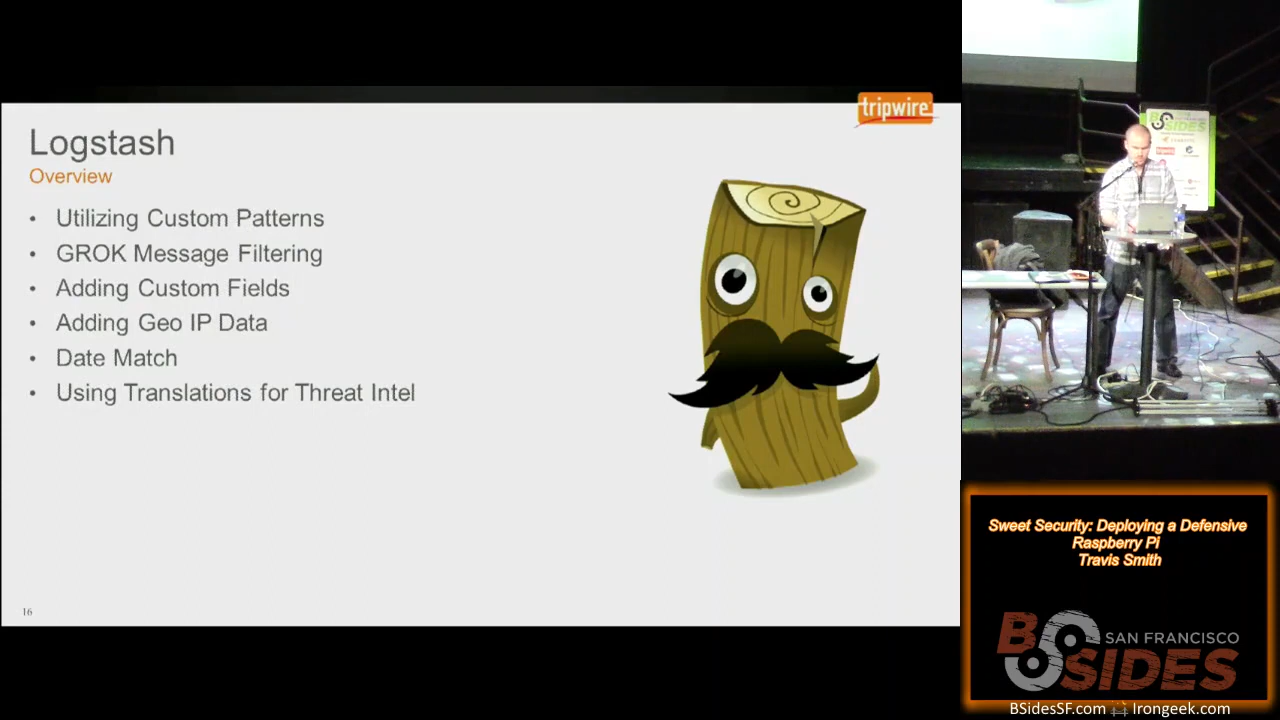 tripwire
Logstash
Overview
• Utilizing Custom Patterns
• GROK Message Filtering
• Adding Custom Fields
• Adding Geo IP Data
• Date Match
• Using Translations for Threat Intel
16
BSIDES
Sweet Security: Deploying a Defensive
Raspberry Pi
Travis Smith
BSIDES
SAN FRANCISCO
BSidesSF.com Irongeek.com